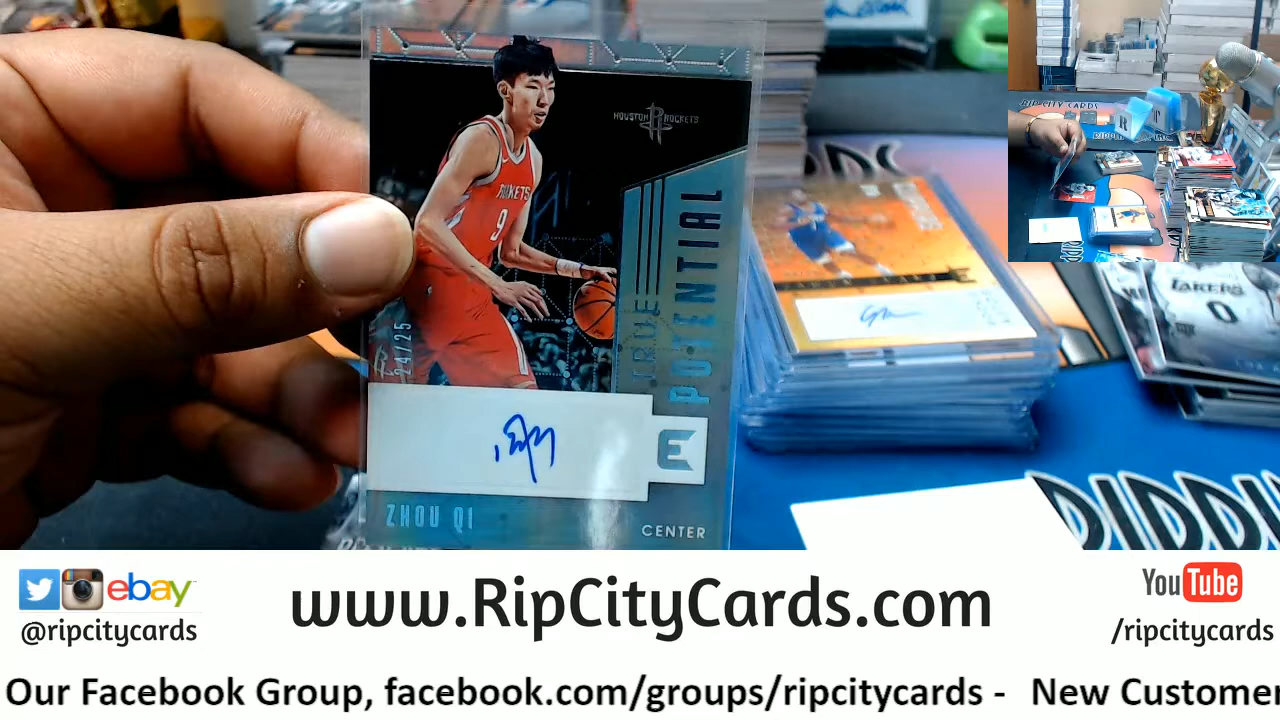 HOUSTON ROCKETS
ROCKETS
9
TRUE
POTENTIAL
24/25
E
ZHOU QI
CENTER
LAKERS
0
RIP CITY CARDS
ebay
@ripcitycards
www.RipCityCards.com
YouTube
/ripcitycards
Our Facebook Group, facebook.com/groups/ripcitycards - New Customer